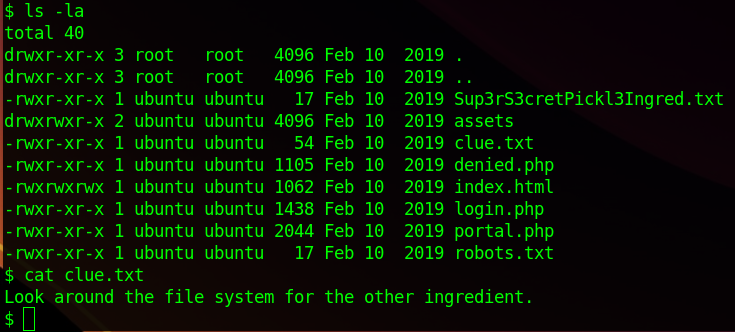 $ ls -la
total 40
drwxr-xr-x 3 root   root   4096 Feb 10  2019 .
drwxr-xr-x 3 root   root   4096 Feb 10  2019 ..
-rwxr-xr-x 1 ubuntu ubuntu   17 Feb 10  2019 Sup3rS3cretPickl3Ingred.txt
drwxrwxr-x 2 ubuntu ubuntu 4096 Feb 10  2019 assets
-rwxr-xr-x 1 ubuntu ubuntu   54 Feb 10  2019 clue.txt
-rwxr-xr-x 1 ubuntu ubuntu 1105 Feb 10  2019 denied.php
-rwxrwxrwx 1 ubuntu ubuntu 1062 Feb 10  2019 index.html
-rwxr-xr-x 1 ubuntu ubuntu 1438 Feb 10  2019 login.php
-rwxr-xr-x 1 ubuntu ubuntu 2044 Feb 10  2019 portal.php
-rwxr-xr-x 1 ubuntu ubuntu   17 Feb 10  2019 robots.txt
$ cat clue.txt
Look around the file system for the other ingredient.
$